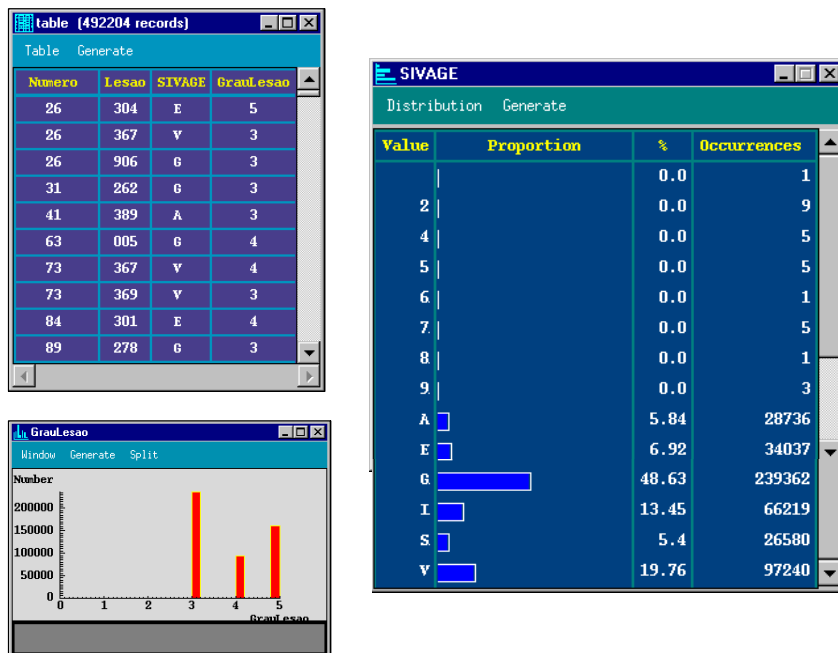 table (492204 records)
Table Generate
Numero Lesao SIVAGE GrauLesao
26 304 E 5
26 367 V 3
26 906 G 3
31 262 G 3
41 389 A 3
63 005 G 4
73 367 V 4
73 369 V 3
84 301 E 4
89 278 G 3
GrauLesao
Window Generate Split
Number
200000
150000
100000
50000
0
0 1 2 3 4 5
GrauLesao
SIVAGE
Distribution Generate
Value Proportion % Occurrences
0.0 1
2 0.0 9
4 0.0 5
5 0.0 5
6 0.0 1
7 0.0 5
8 0.0 1
9 0.0 3
A 5.84 28736
E 6.92 34037
G 48.63 239362
I 13.45 66219
S 5.4 26580
V 19.76 97240